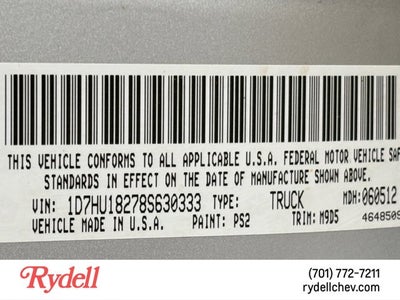 THIS VEHICLE CONFORMS TO ALL APPLICABLE U.S.A. FEDERAL MOTOR VEHICLE SAF
STANDARDS IN EFFECT ON THE DATE OF MANUFACTURE SHOWN ABOVE.
VIN: 1D7HU18278S630333 TYPE: TRUCK MDH: 060512
VEHICLE MADE IN U.S.A. PAINT: PS2 TRIM: M9D5 464850S
Rydell
(701) 772-7211
rydellchev.com